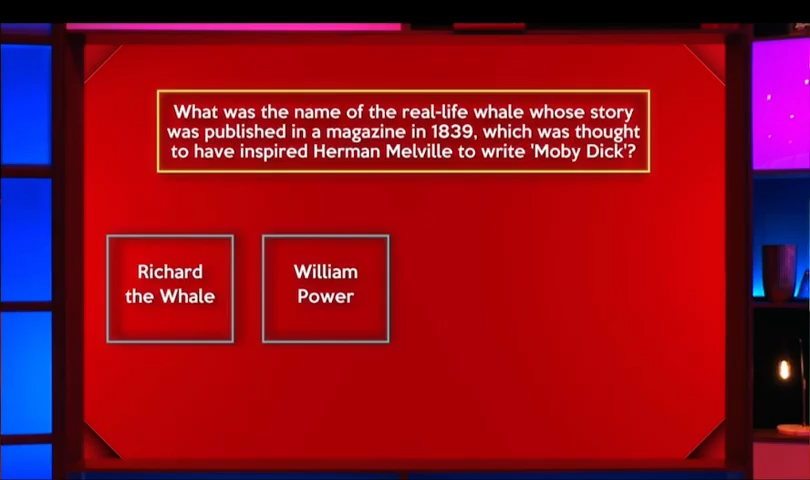 What was the name of the real-life whale whose story
was published in a magazine in 1839, which was thought
to have inspired Herman Melville to write 'Moby Dick'?
Richard
the Whale
William
Power